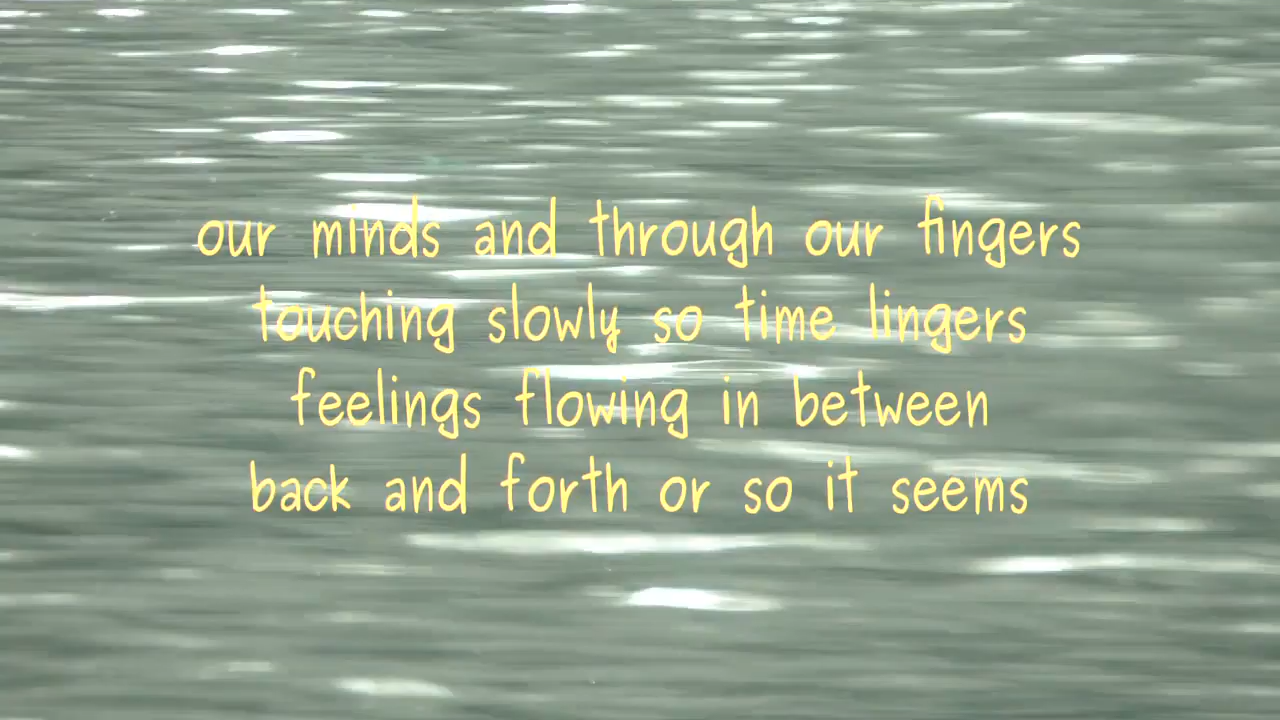 our minds and through our fingers
touching slowly so time lingers
feelings flowing in between
back and forth or so it seems